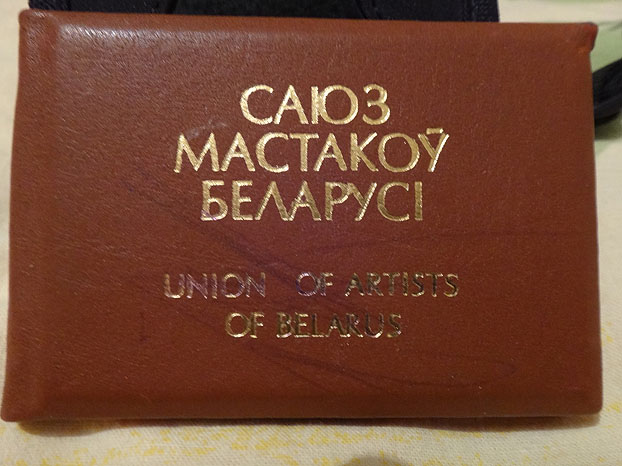 САЮЗ
МАСТАКОЎ
БЕЛАРУСІ
UNION OF ARTISTS
OF BELARUS